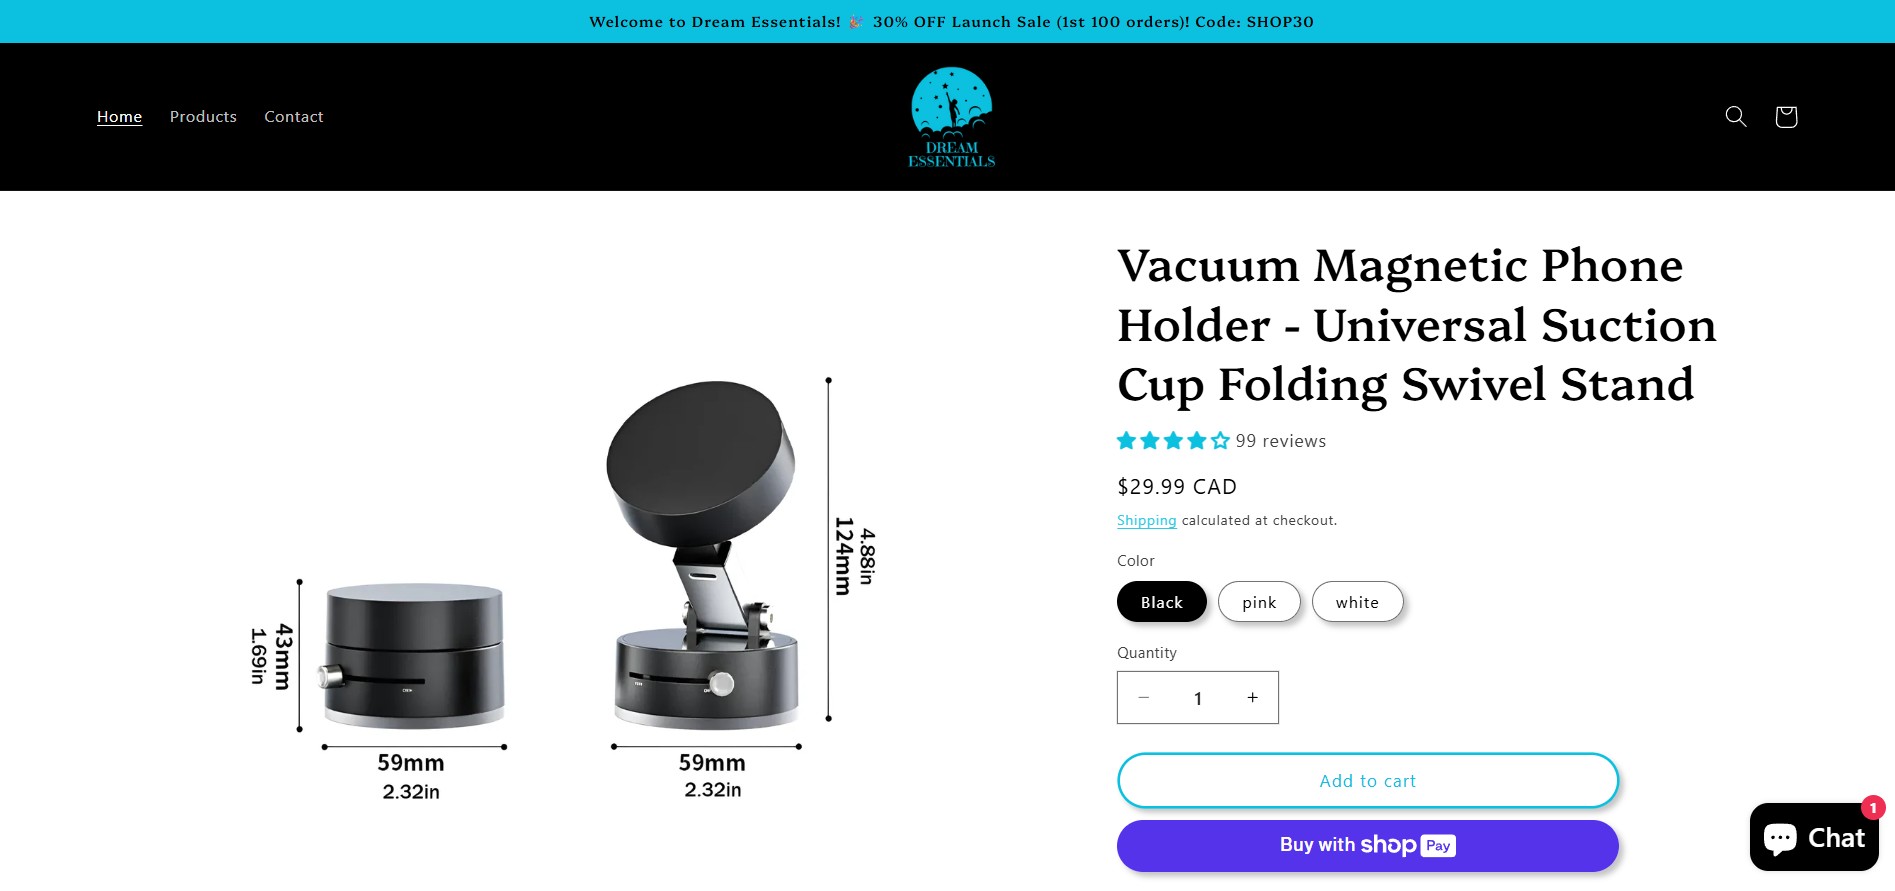 Welcome to Dream Essentials! 🎉 30% OFF Launch Sale (1st 100 orders)! Code: SHOP30
Home
Products
Contact
DREAM
ESSENTIALS
43mm
1.69in
59mm
2.32in
124mm
4.88in
59mm
2.32in
Vacuum Magnetic Phone
Holder - Universal Suction
Cup Folding Swivel Stand
99 reviews
$29.99 CAD
Shipping calculated at checkout.
Color
Black
pink
white
Quantity
− 1 +
Add to cart
Buy with shop Pay
Chat
1